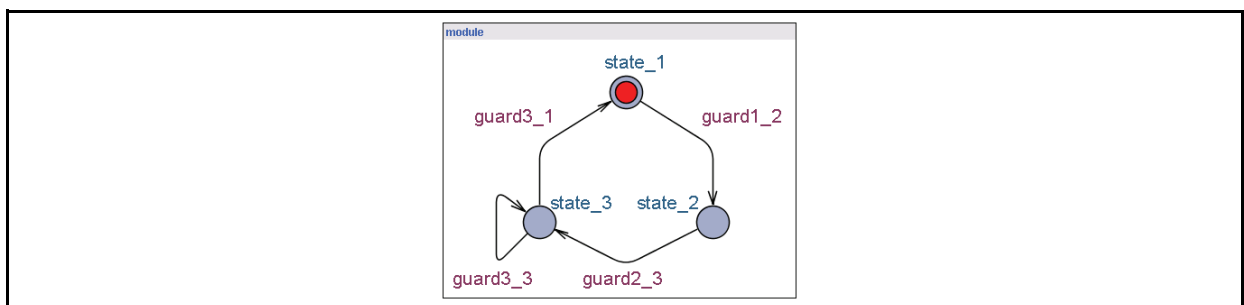 module
state_1
guard3_1
guard1_2
state_3
state_2
guard3_3
guard2_3